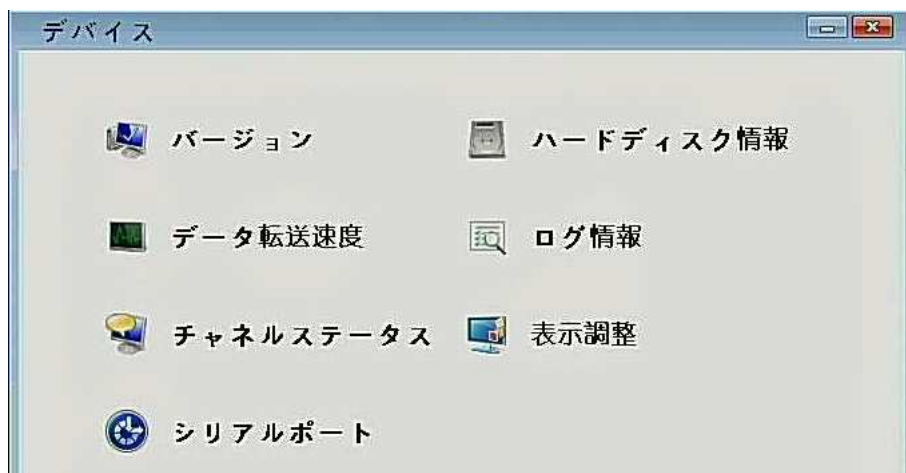 デバイス
バージョン
ハードディスク情報
データ転送速度
ログ情報
チャネルステータス
表示調整
シリアルポート